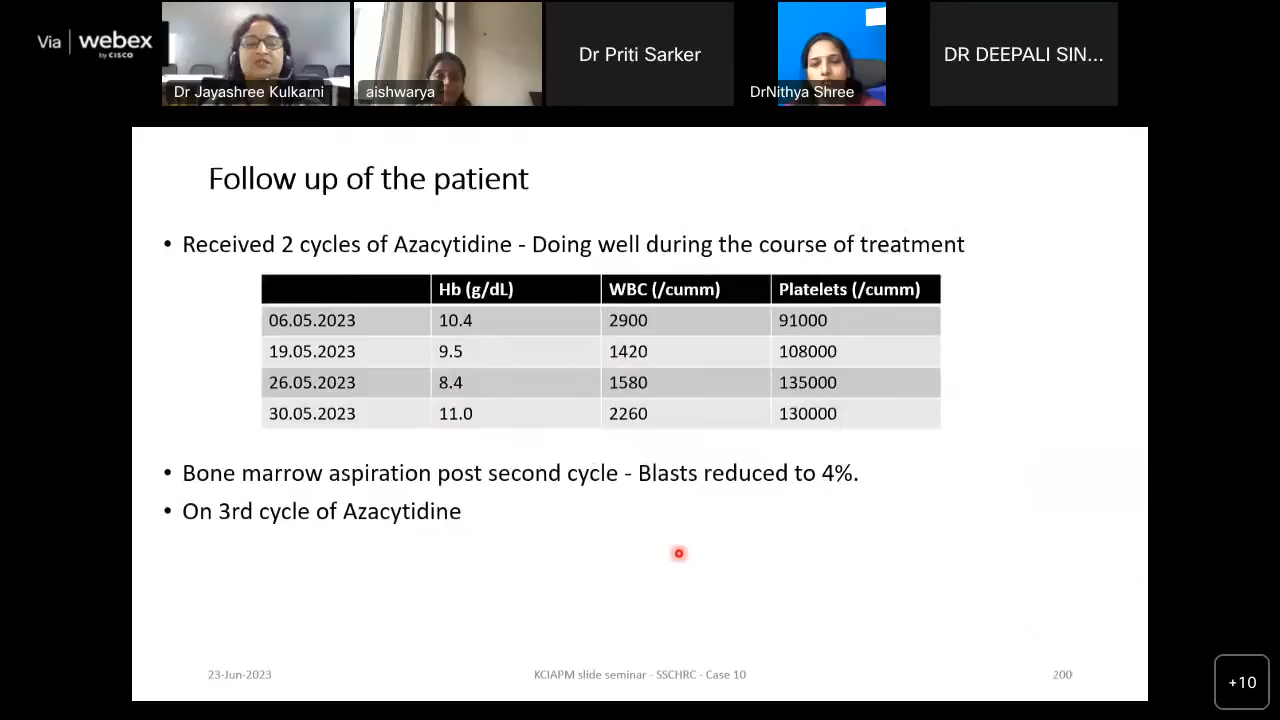 Via | webex
by CISCO
Dr Jayashree Kulkarni
aishwarya
Dr Priti Sarker
DrNithya Shree
DR DEEPALI SIN...
Follow up of the patient
• Received 2 cycles of Azacytidine - Doing well during the course of treatment
Hb (g/dL) WBC (/cumm) Platelets (/cumm)
06.05.2023 10.4 2900 91000
19.05.2023 9.5 1420 108000
26.05.2023 8.4 1580 135000
30.05.2023 11.0 2260 130000
• Bone marrow aspiration post second cycle - Blasts reduced to 4%.
• On 3rd cycle of Azacytidine
23-Jun-2023 KCIAPM slide seminar - SSCHRC - Case 10 200
+10